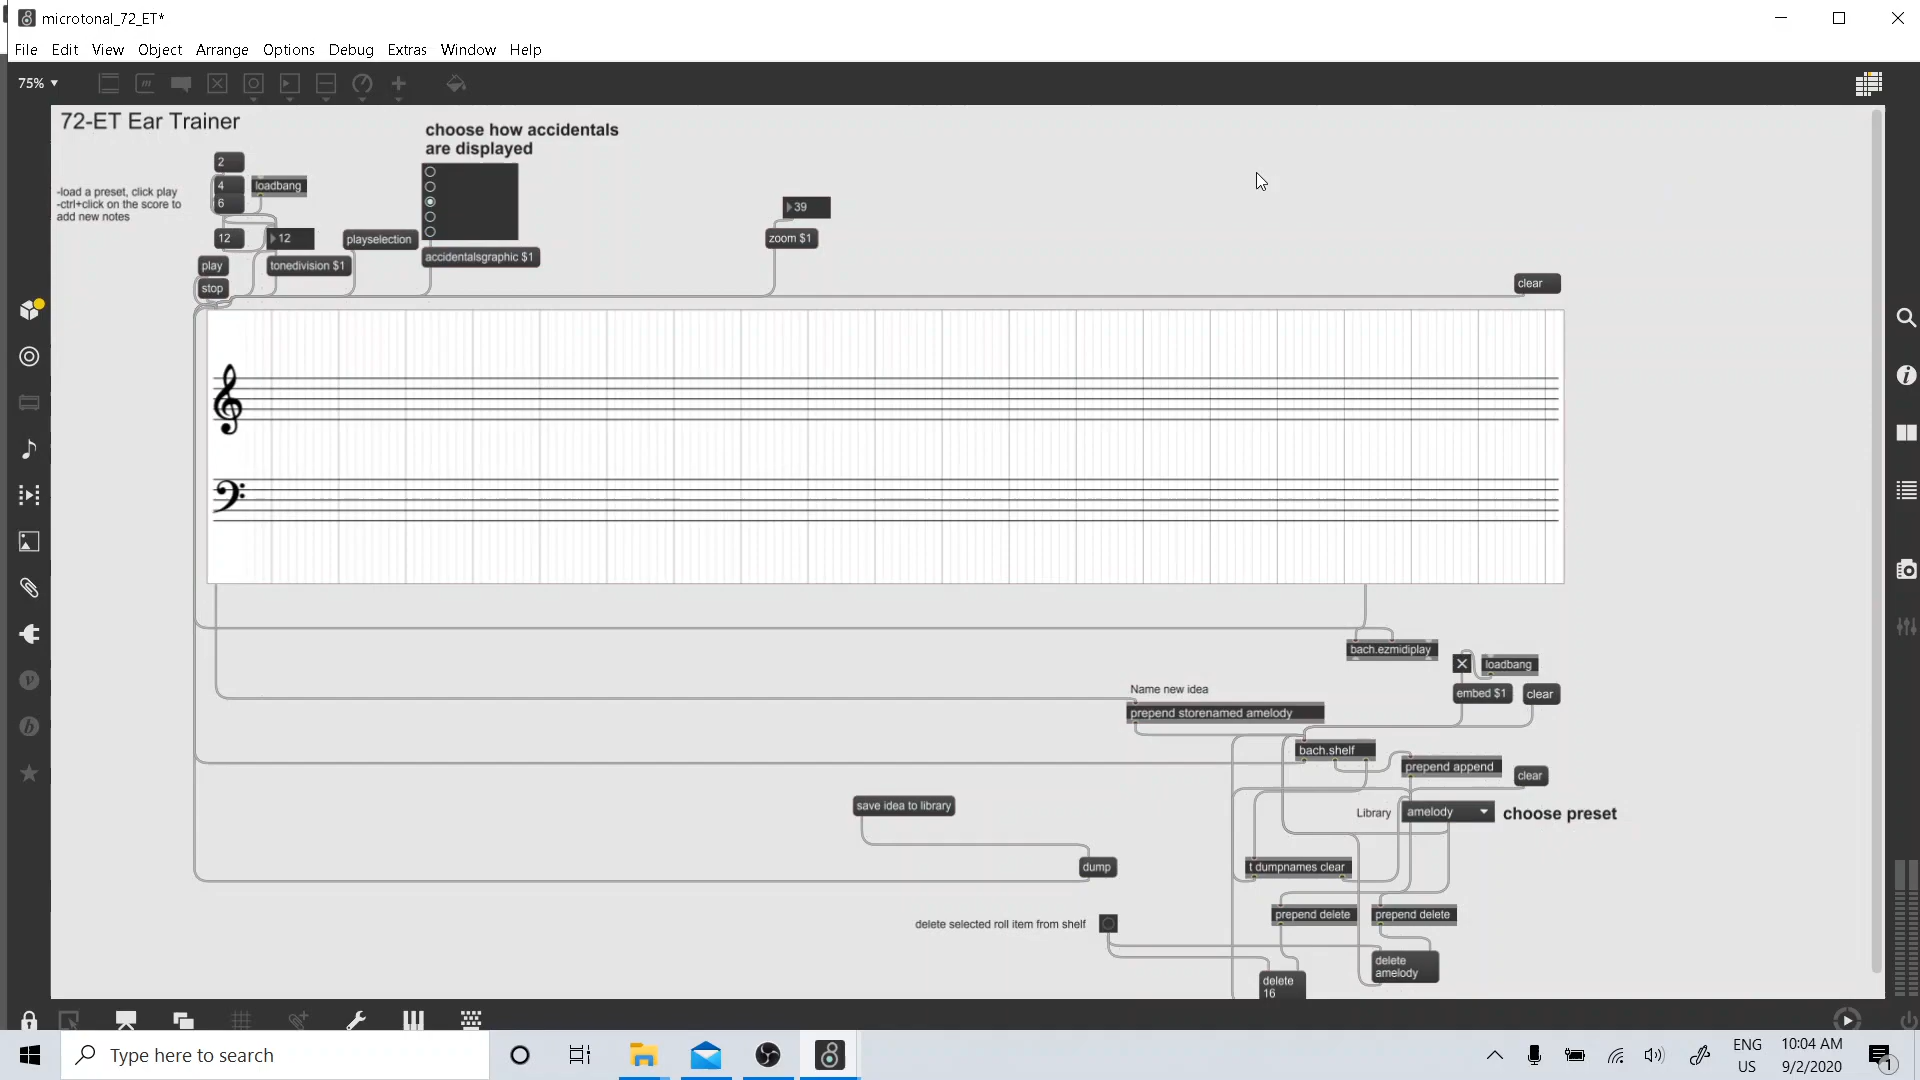 microtonal_72_ET*
File Edit View Object Arrange Options Debug Extras Window Help
75%
72-ET Ear Trainer
choose how accidentals
are displayed
-load a preset, click play
-ctrl+click on the score to
add new notes
2
4
6
loadbang
12
12
playselection
play
tonedivision $1
accidentalsgraphic $1
stop
39
zoom $1
clear
bach.ezmidiplay
loadbang
embed $1
clear
Name new idea
prepend storenamed amelody
bach.shelf
prepend append
clear
save idea to library
Library
amelody
choose preset
dump
t dumpnames clear
prepend delete
prepend delete
delete selected roll item from shelf
delete
amelody
delete
16
Type here to search
ENG
US
10:04 AM
9/2/2020
1